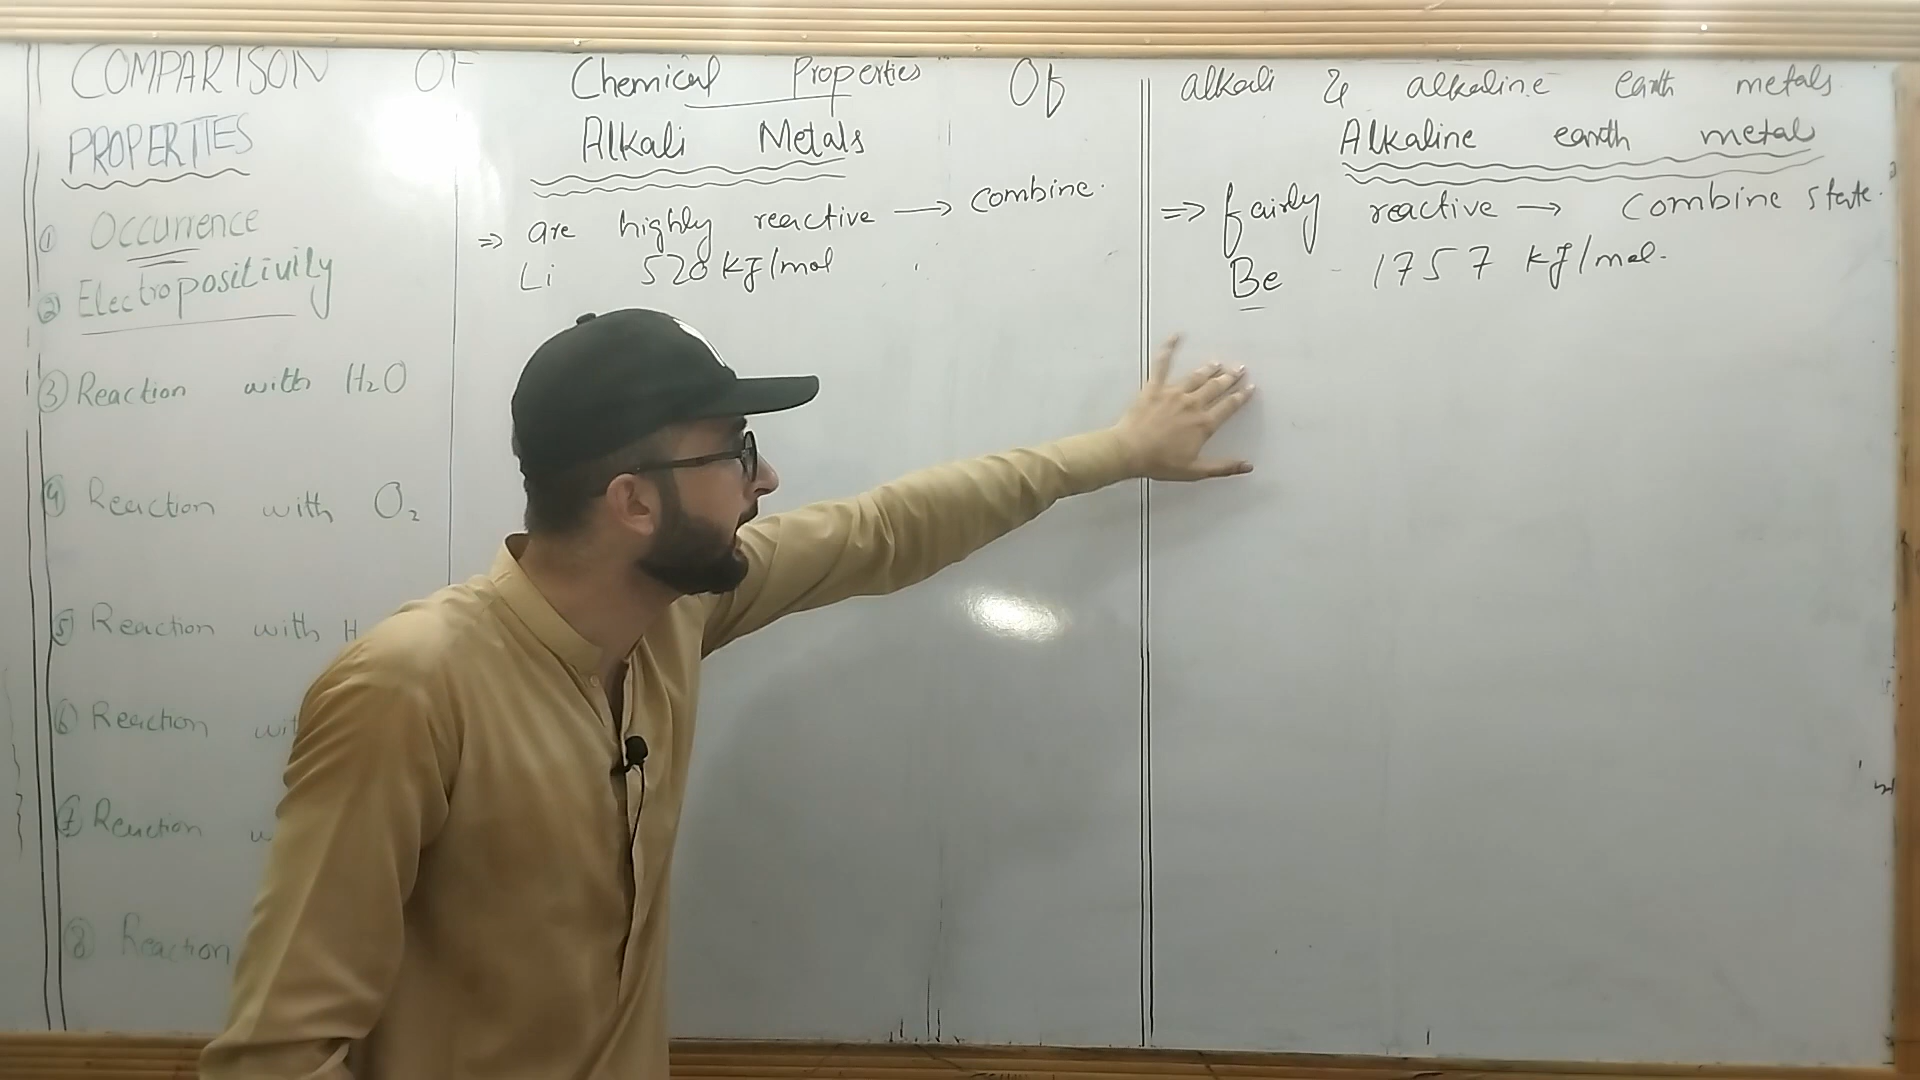 COMPARISON OF Chemical Properties Of alkali & alkaline earth metals
PROPERTIES
① Occurrence
② Electropositivity
③ Reaction with H₂O
④ Reaction with O₂
⑤ Reaction with H
⑥ Reaction wit
⑦ Reaction w
⑧ Reaction
Alkali Metals
⇒ are highly reactive → combine.
Li 520 KJ/mol
Alkaline earth metal
⇒ fairly reactive → Combine state.
Be - 1757 KJ/mol.